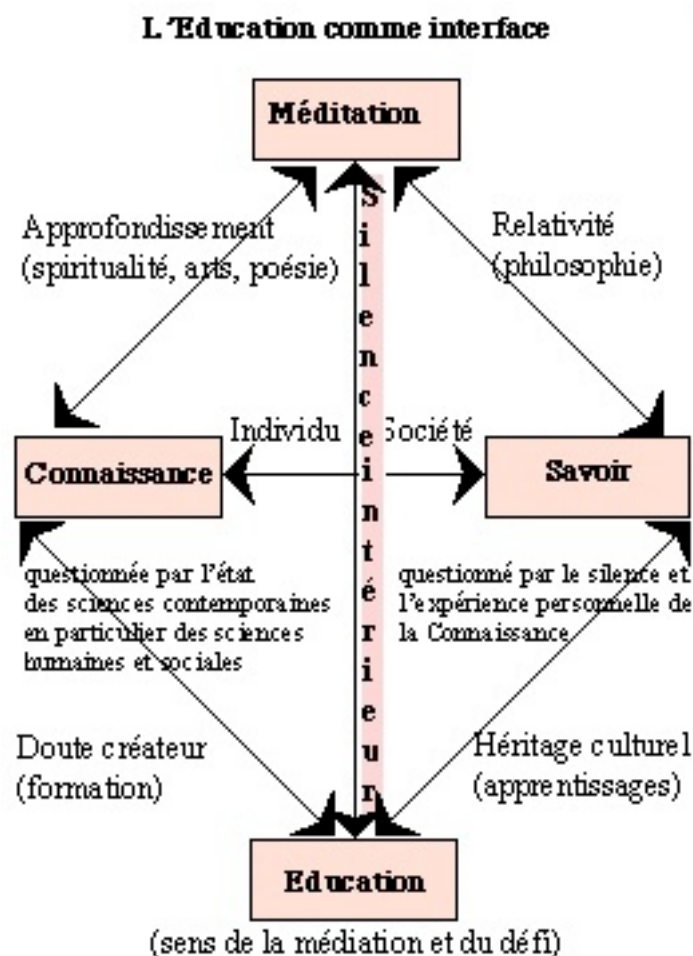 L'Education comme interface
Méditation
Approfondissement
(spiritualité, arts, poésie)
Relativité
(philosophie)
Silence intérieur
Individu
Société
Connaissance
Savoir
questionnée par l'état
des sciences contemporaines
en particulier des sciences
humaines et sociales
questionné par le silence et
l'expérience personnelle de
la Connaissance
Doute créateur
(formation)
Héritage culturel
(apprentissages)
Education
(sens de la médiation et du défi)